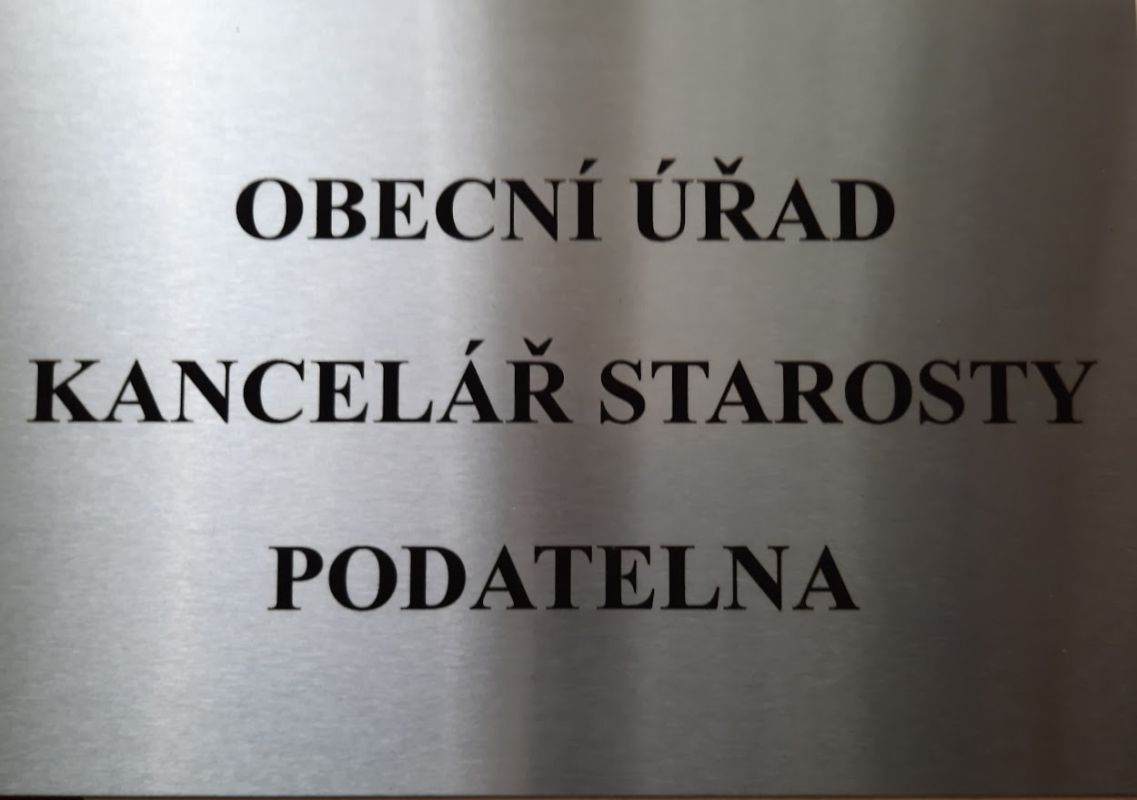 OBECNÍ ÚŘAD
KANCELÁŘ STAROSTY
PODATELNA